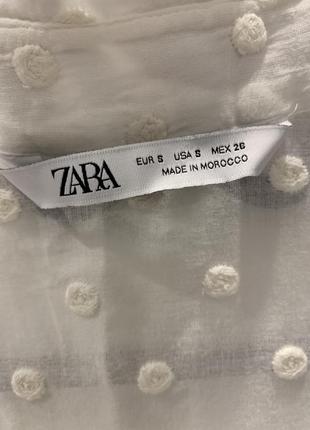 ZARA
EUR S USA S MEX 26
MADE IN MOROCCO